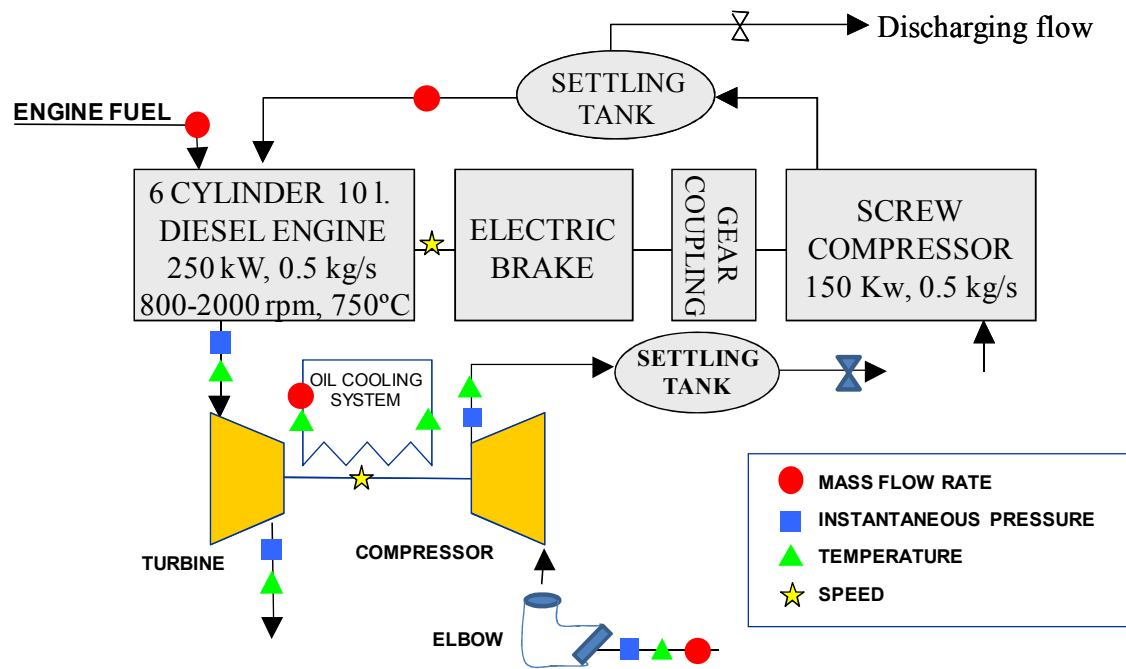 Discharging flow
SETTLING
TANK
ENGINE FUEL
6 CYLINDER 10 l.
DIESEL ENGINE
250 kW, 0.5 kg/s
800-2000 rpm, 750ºC
ELECTRIC
BRAKE
GEAR
COUPLING
SCREW
COMPRESSOR
150 Kw, 0.5 kg/s
OIL COOLING
SYSTEM
SETTLING
TANK
TURBINE
COMPRESSOR
ELBOW
MASS FLOW RATE
INSTANTANEOUS PRESSURE
TEMPERATURE
SPEED